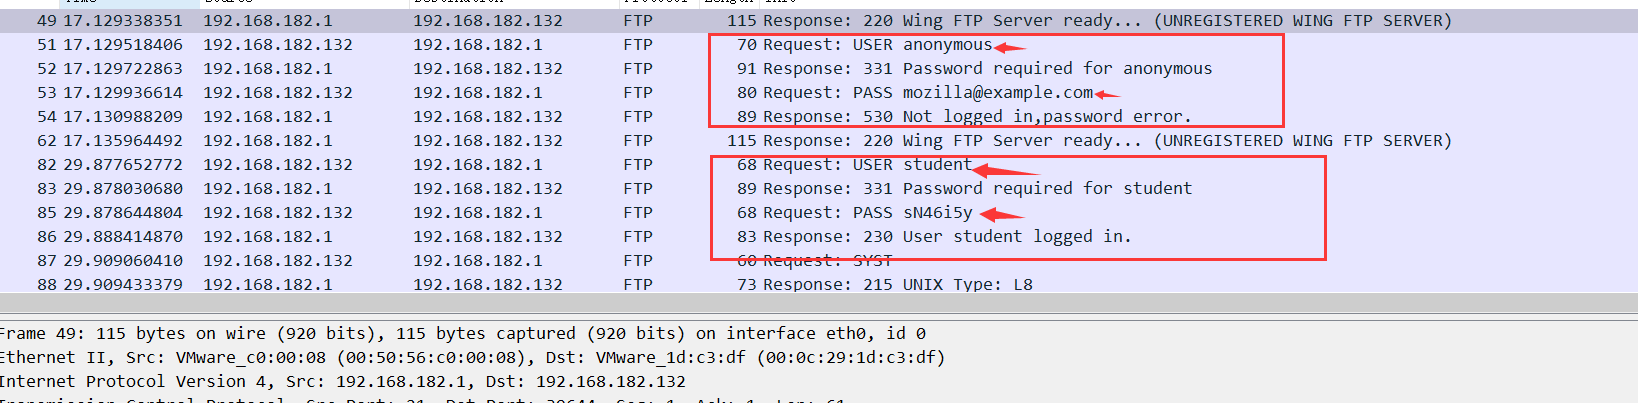 49 17.129338351 192.168.182.1 192.168.182.132 FTP 115 Response: 220 Wing FTP Server ready... (UNREGISTERED WING FTP SERVER)
51 17.129518406 192.168.182.132 192.168.182.1 FTP 70 Request: USER anonymous
52 17.129722863 192.168.182.1 192.168.182.132 FTP 91 Response: 331 Password required for anonymous
53 17.129936614 192.168.182.132 192.168.182.1 FTP 80 Request: PASS mozilla@example.com
54 17.130988209 192.168.182.1 192.168.182.132 FTP 89 Response: 530 Not logged in,password error.
62 17.135964492 192.168.182.1 192.168.182.132 FTP 115 Response: 220 Wing FTP Server ready... (UNREGISTERED WING FTP SERVER)
82 29.877652772 192.168.182.132 192.168.182.1 FTP 68 Request: USER student
83 29.878030680 192.168.182.1 192.168.182.132 FTP 89 Response: 331 Password required for student
85 29.878644804 192.168.182.132 192.168.182.1 FTP 68 Request: PASS sN46i5y
86 29.888414870 192.168.182.1 192.168.182.132 FTP 83 Response: 230 User student logged in.
87 29.909060410 192.168.182.132 192.168.182.1 FTP 60 Request: SYST
88 29.909433379 192.168.182.1 192.168.182.132 FTP 73 Response: 215 UNIX Type: L8
Frame 49: 115 bytes on wire (920 bits), 115 bytes captured (920 bits) on interface eth0, id 0
Ethernet II, Src: VMware_c0:00:08 (00:50:56:c0:00:08), Dst: VMware_1d:c3:df (00:0c:29:1d:c3:df)
Internet Protocol Version 4, Src: 192.168.182.1, Dst: 192.168.182.132